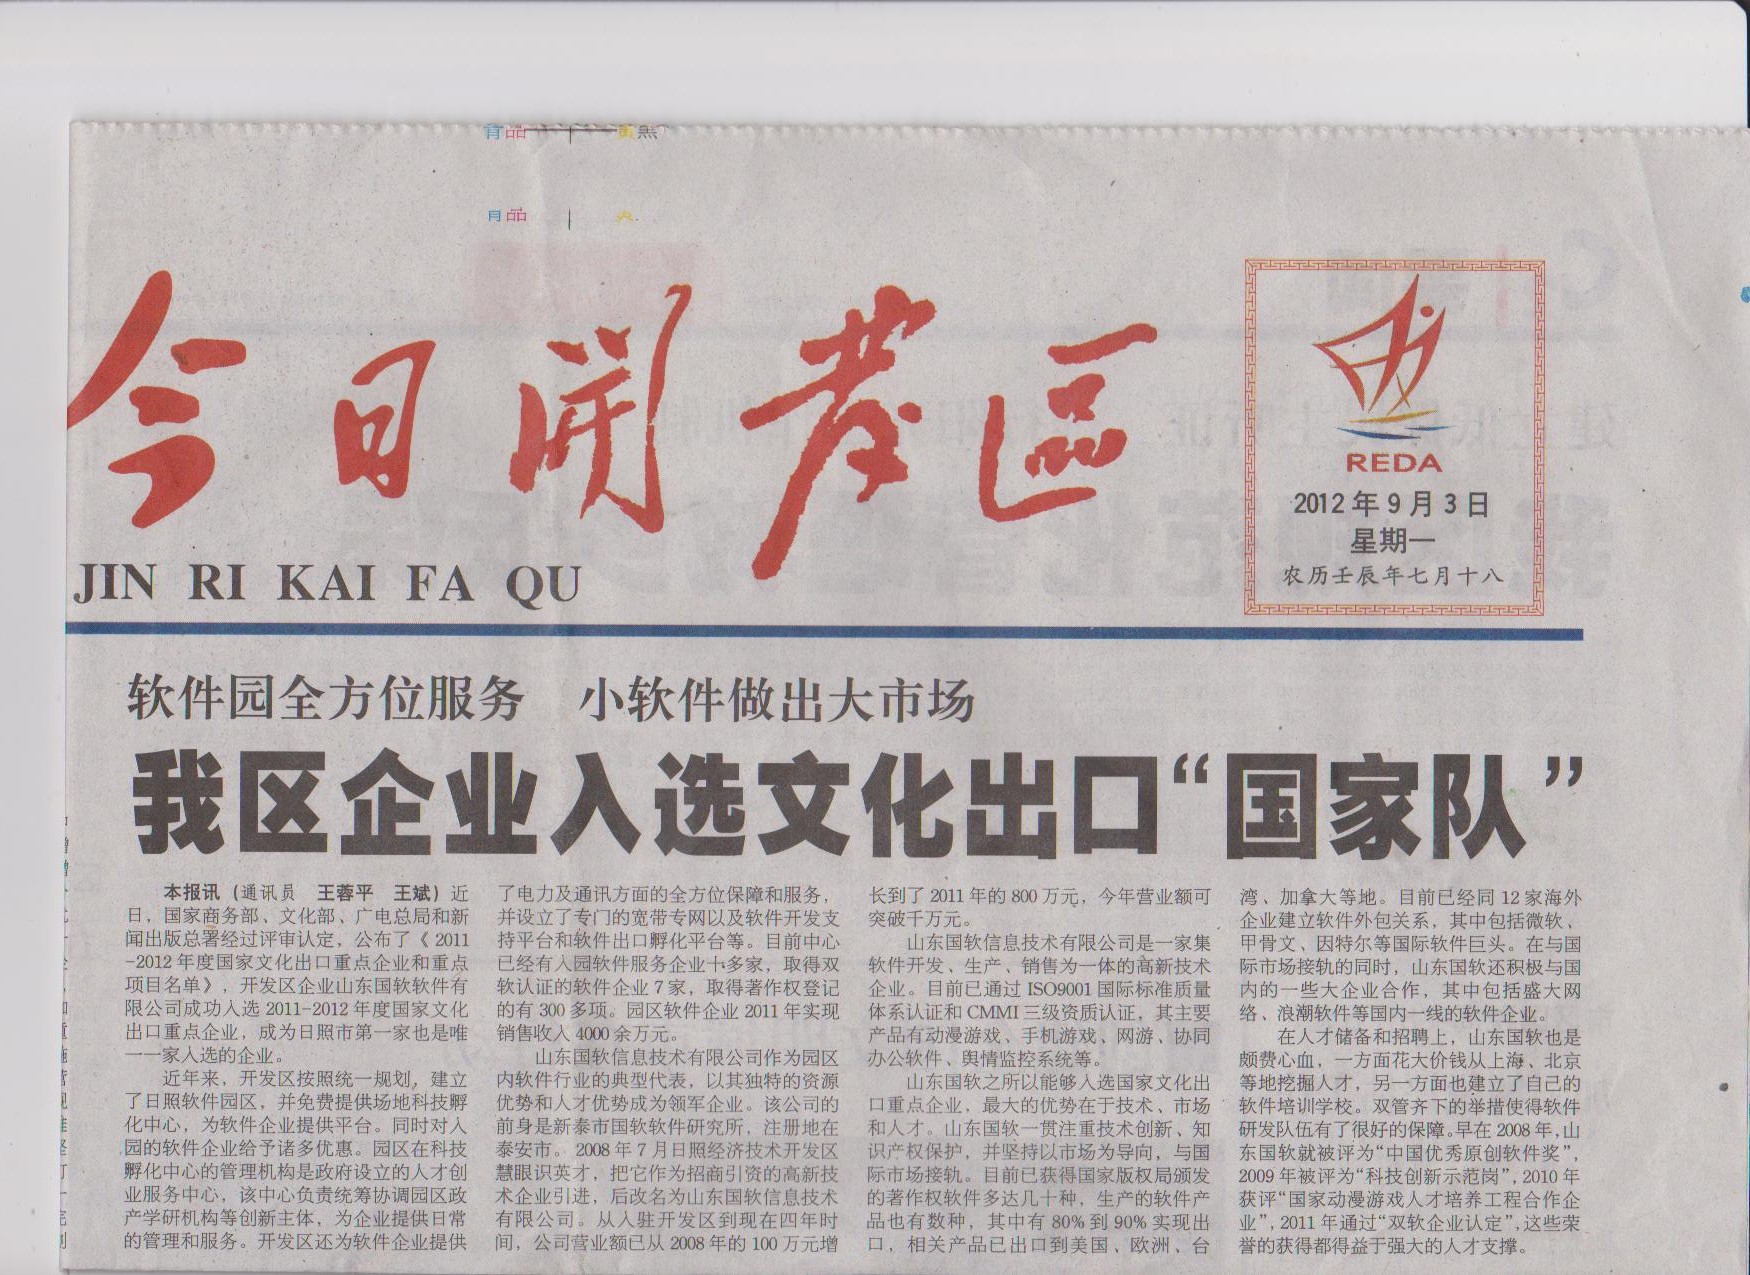 青品 黄黑
青品
今日開發區
JIN RI KAI FA QU
REDA
2012年9月3日
星期一
农历壬辰年七月十八
软件园全方位服务 小软件做出大市场
我区企业入选文化出口“国家队”
本报讯（通讯员 王蓉平 王斌）近
日，国家商务部、文化部、广电总局和新
闻出版总署经过评审认定，公布了《2011
-2012年度国家文化出口重点企业和重点
项目名单》，开发区企业山东国软软件有
限公司成功入选2011-2012年度国家文化
出口重点企业，成为日照市第一家也是唯
一一家入选的企业。
近年来，开发区按照统一规划，建立
了日照软件园区，并免费提供场地科技孵
化中心，为软件企业提供平台。同时对入
园的软件企业给予诸多优惠。园区在科技
孵化中心的管理机构是政府设立的人才创
业服务中心，该中心负责统筹协调园区政
产学研机构等创新主体，为企业提供日常
的管理和服务。开发区还为软件企业提供
了电力及通讯方面的全方位保障和服务，
并设立了专门的宽带专网以及软件开发支
持平台和软件出口孵化平台等。目前中心
已经有入园软件服务企业十多家，取得双
软认证的软件企业7家，取得著作权登记
的有300多项。园区软件企业2011年实现
销售收入4000余万元。
山东国软信息技术有限公司作为园区
内软件行业的典型代表，以其独特的资源
优势和人才优势成为领军企业。该公司的
前身是新泰市国软软件研究所，注册地在
泰安市。2008年7月日照经济技术开发区
慧眼识英才，把它作为招商引资的高新技
术企业引进，后改名为山东国软信息技术
有限公司。从入驻开发区到现在四年时
间，公司营业额已从2008年的100万元增
长到了2011年的800万元，今年营业额可
突破千万元。
山东国软信息技术有限公司是一家集
软件开发、生产、销售为一体的高新技术
企业。目前已通过ISO9001国际标准质量
体系认证和CMMI三级资质认证，其主要
产品有动漫游戏、手机游戏、网游、协同
办公软件、舆情监控系统等。
山东国软之所以能够入选国家文化出
口重点企业，最大的优势在于技术、市场
和人才。山东国软一贯注重技术创新、知
识产权保护，并坚持以市场为导向，与国
际市场接轨。目前已获得国家版权局颁发
的著作权软件多达几十种，生产的软件产
品也有数种，其中有80%到90%实现出
口，相关产品已出口到美国、欧洲、台
湾、加拿大等地。目前已经同12家海外
企业建立软件外包关系，其中包括微软、
甲骨文、因特尔等国际软件巨头。在与国
际市场接轨的同时，山东国软还积极与国
内的一些大企业合作，其中包括盛大网
络、浪潮软件等国内一线的软件企业。
在人才储备和招聘上，山东国软也是
颇费心血，一方面花大价钱从上海、北京
等地挖掘人才，另一方面也建立了自己的
软件培训学校。双管齐下的举措使得软件
研发队伍有了很好的保障。早在2008年，山
东国软就被评为“中国优秀原创软件奖”，
2009年被评为“科技创新示范岗”，2010年
获评“国家动漫游戏人才培养工程合作企
业”，2011年通过“双软企业认定”，这些荣
誉的获得都得益于强大的人才支撑。